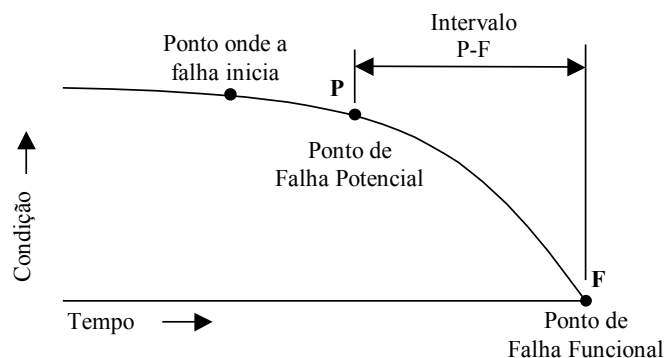 Ponto onde a
falha inicia
Intervalo
P-F
P
Ponto de
Falha Potencial
Condição
F
Tempo
Ponto de
Falha Funcional